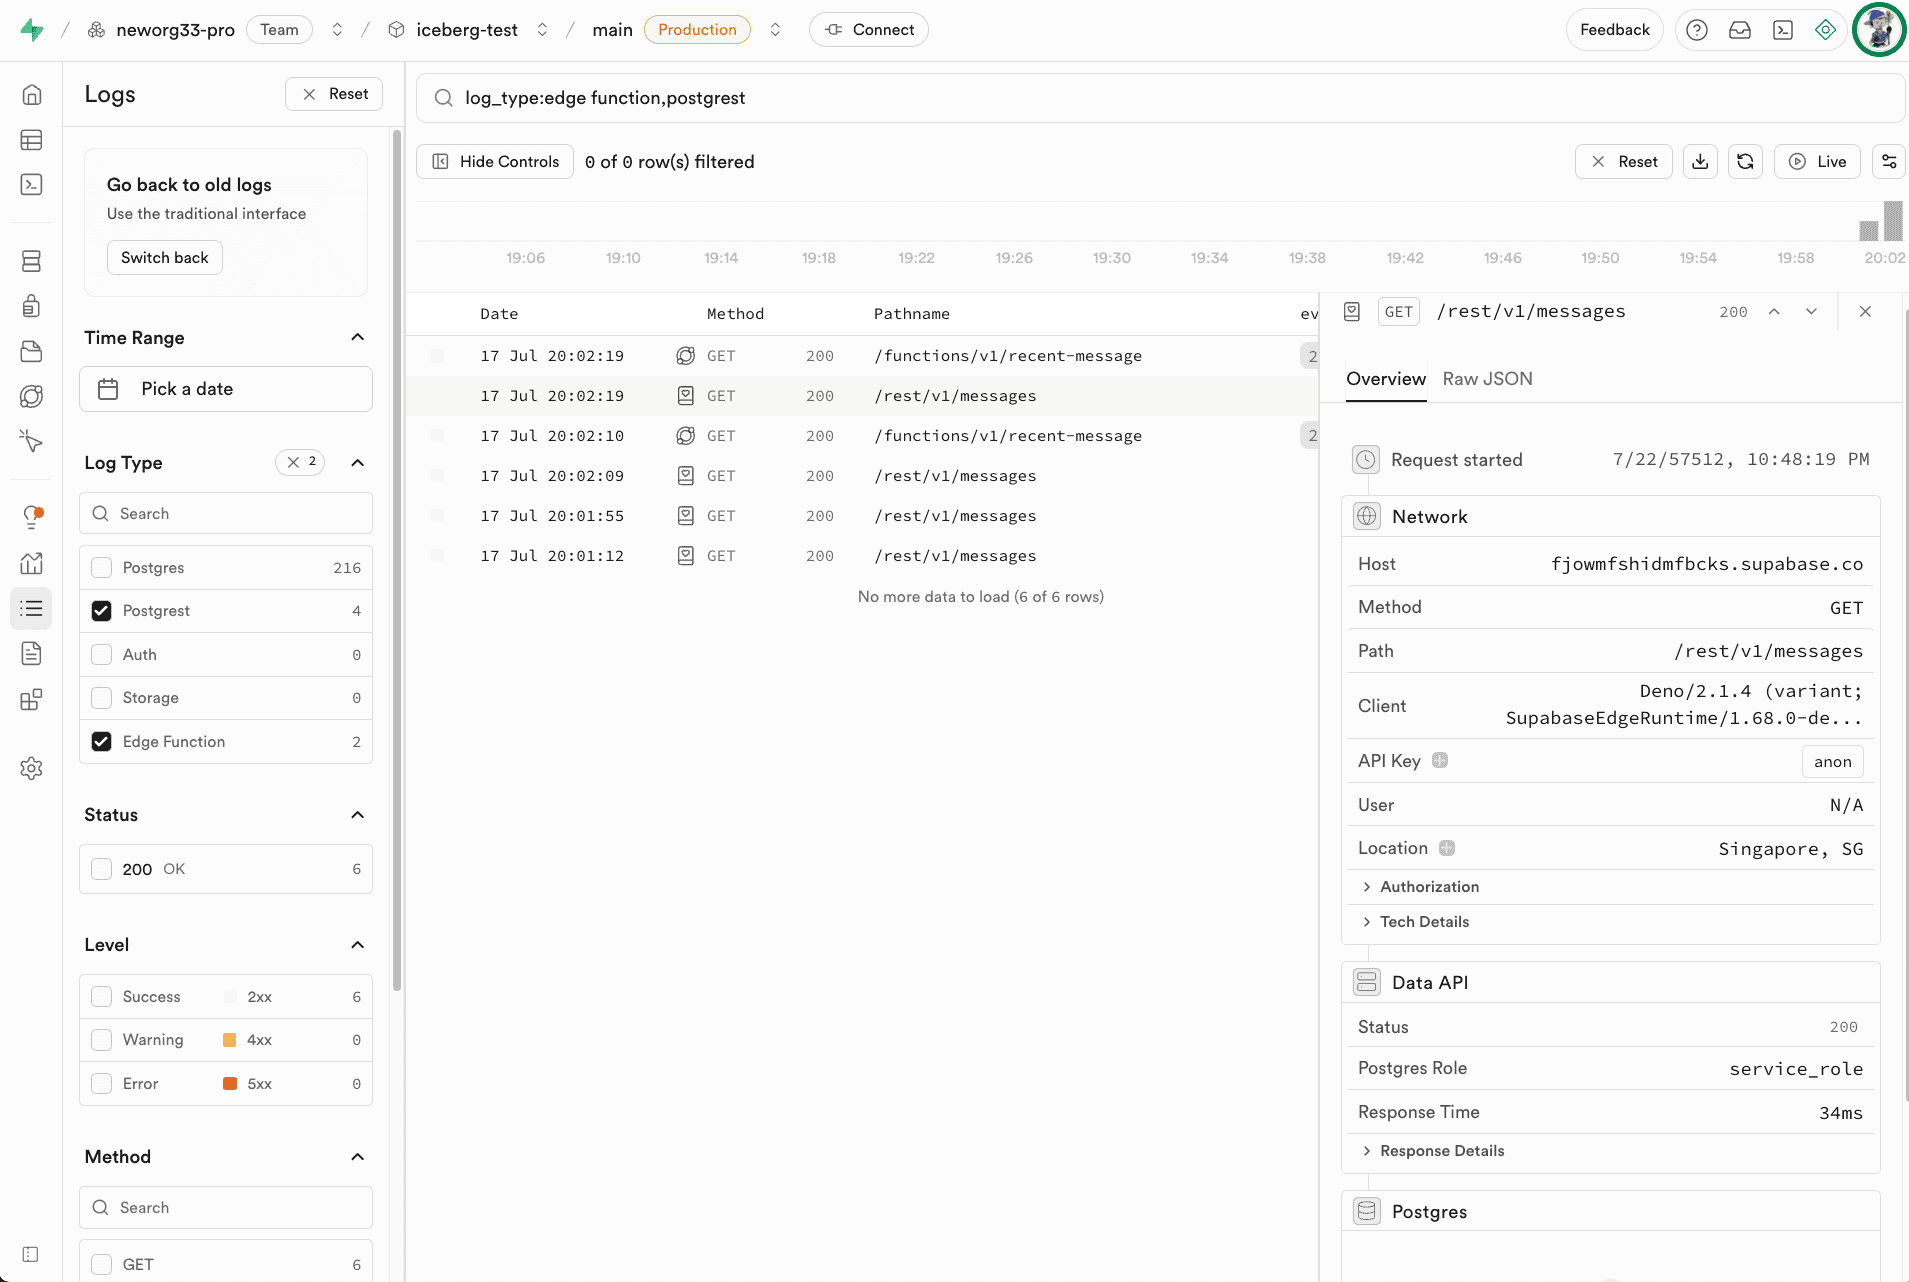 neworg33-pro Team iceberg-test main Production Connect Feedback
Logs
Reset
Go back to old logs
Use the traditional interface
Switch back
Time Range
Pick a date
Log Type
2
Search
Postgres 216
Postgrest 4
Auth 0
Storage 0
Edge Function 2
Status
200 OK 6
Level
Success 2xx 6
Warning 4xx 0
Error 5xx 0
Method
Search
GET 6
log_type:edge function,postgrest
Hide Controls 0 of 0 row(s) filtered Reset Live
19:06 19:10 19:14 19:18 19:22 19:26 19:30 19:34 19:38 19:42 19:46 19:50 19:54 19:58 20:02
Date Method Pathname ev
17 Jul 20:02:19 GET 200 /functions/v1/recent-message 2
17 Jul 20:02:19 GET 200 /rest/v1/messages
17 Jul 20:02:10 GET 200 /functions/v1/recent-message 2
17 Jul 20:02:09 GET 200 /rest/v1/messages
17 Jul 20:01:55 GET 200 /rest/v1/messages
17 Jul 20:01:12 GET 200 /rest/v1/messages
No more data to load (6 of 6 rows)
GET /rest/v1/messages 200
Overview Raw JSON
Request started 7/22/57512, 10:48:19 PM
Network
Host fjowmfshidmfbcks.supabase.co
Method GET
Path /rest/v1/messages
Client Deno/2.1.4 (variant;
SupabaseEdgeRuntime/1.68.0-de...
API Key anon
User N/A
Location Singapore, SG
Authorization
Tech Details
Data API
Status 200
Postgres Role service_role
Response Time 34ms
Response Details
Postgres